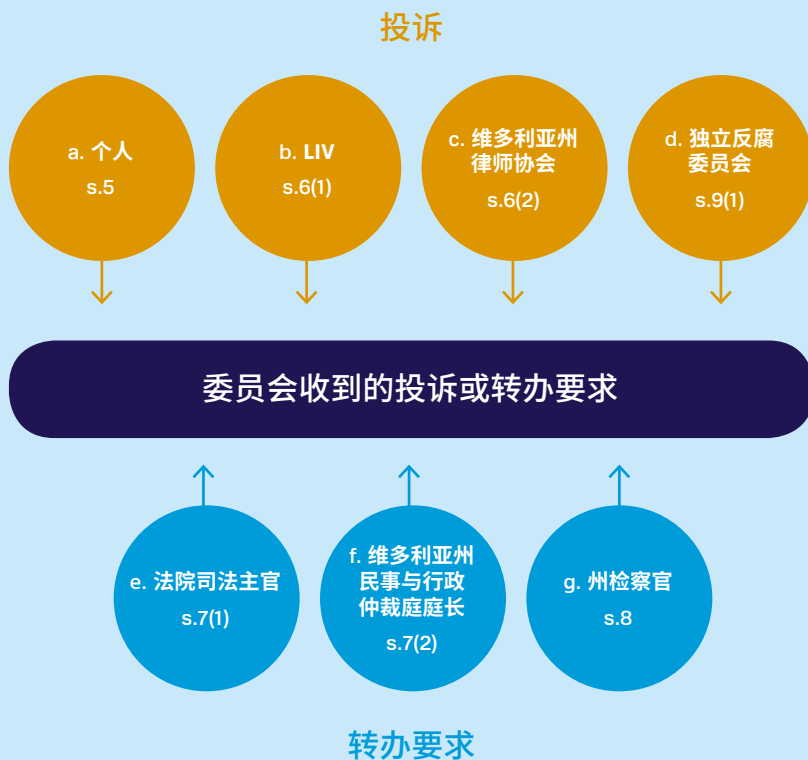 投诉
a. 个人
s.5
b. LIV
s.6(1)
c. 维多利亚州
律师协会
s.6(2)
d. 独立反腐
委员会
s.9(1)
委员会收到的投诉或转办要求
e. 法院司法主官
s.7(1)
f. 维多利亚州
民事与行政
仲裁庭庭长
s.7(2)
g. 州检察官
s.8
转办要求